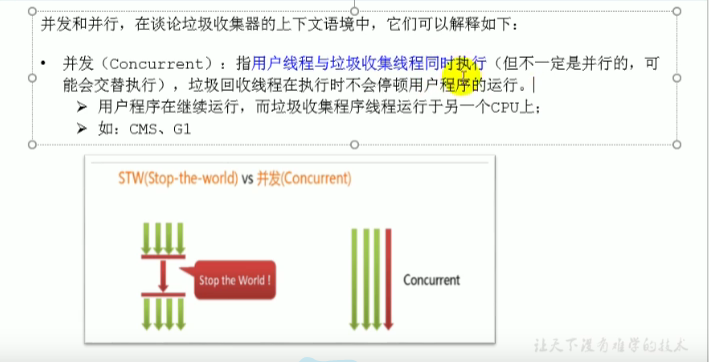 并发和并行，在谈论垃圾收集器的上下文语境中，它们可以解释如下：
• 并发（Concurrent）：指用户线程与垃圾收集线程同时执行（但不一定是并行的，可
能会交替执行），垃圾回收线程在执行时不会停顿用户程序的运行。
➢ 用户程序在继续运行，而垃圾收集程序线程运行于另一个CPU上；
➢ 如：CMS、G1
STW(Stop-the-world) vs 并发(Concurrent)
Stop the World !
Concurrent
让天下没有难学的技术